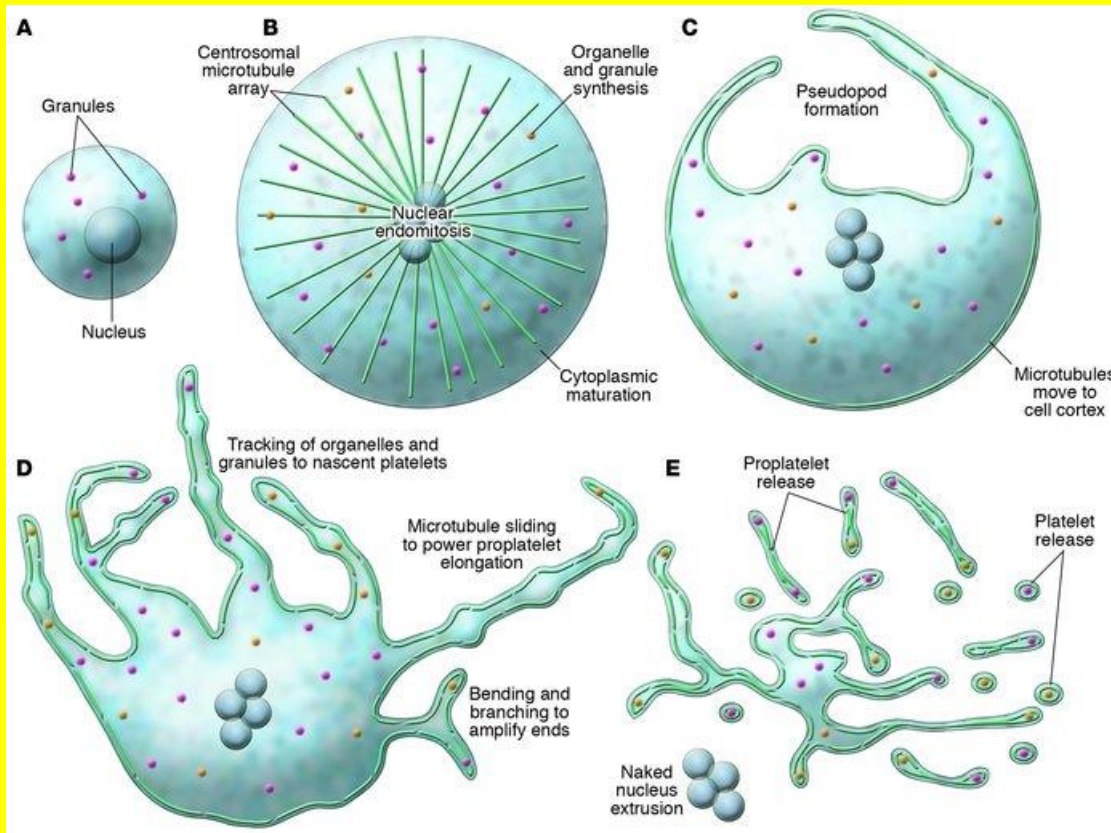 A
Granules
Nucleus
B
Centrosomal
microtubule
array
Organelle
and granule
synthesis
Nuclear
endomitosis
Cytoplasmic
maturation
C
Pseudopod
formation
Microtubules
move to
cell cortex
D
Tracking of organelles and
granules to nascent platelets
Microtubule sliding
to power proplatelet
elongation
Bending and
branching to
amplify ends
E
Proplatelet
release
Platelet
release
Naked
nucleus
extrusion